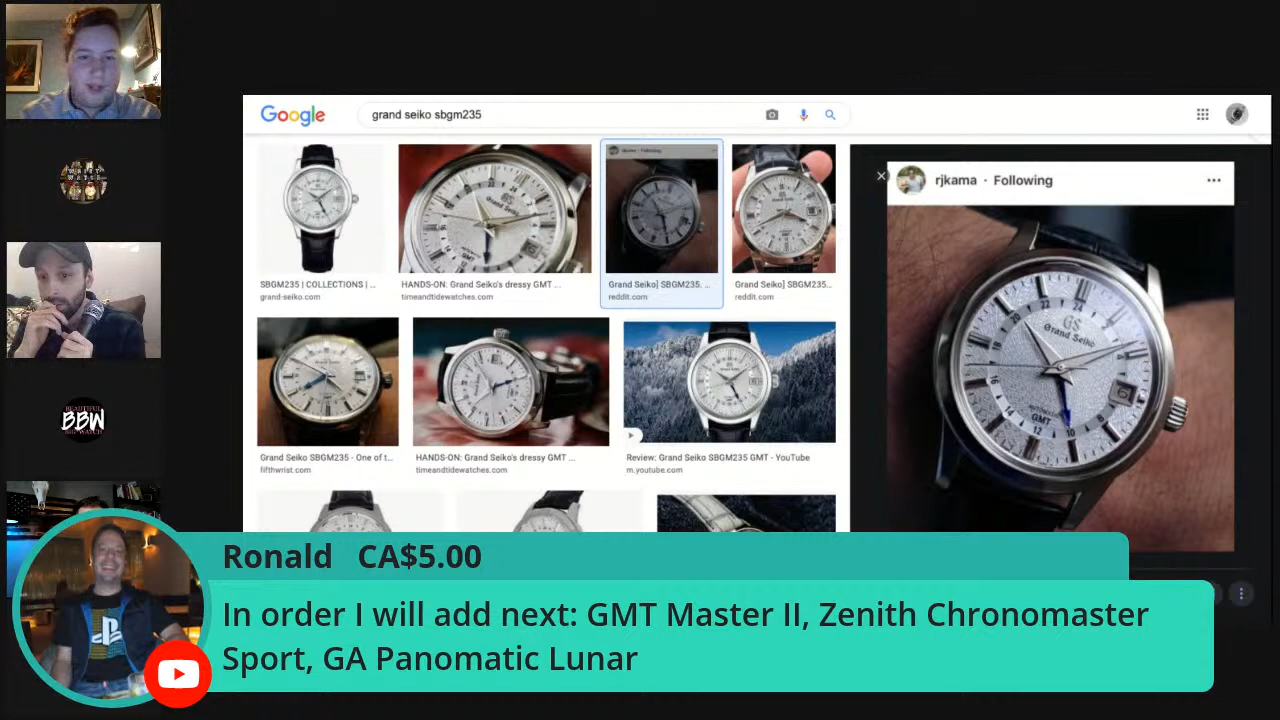 Google
grand seiko sbgm235
SBGM235 | COLLECTIONS | ...
grand-seiko.com
HANDS-ON: Grand Seiko's dressy GMT ...
timeandtidewatches.com
Grand Seiko] SBGM235. ...
reddit.com
Grand Seiko] SBGM235...
reddit.com
rjkama · Following
GS
Grand Seiko
GMT
Grand Seiko SBGM235 - One of t...
fifthwrist.com
HANDS-ON: Grand Seiko's dressy GMT ...
timeandtidewatches.com
Review: Grand Seiko SBGM235 GMT - YouTube
m.youtube.com
BEAUTIFUL
BBW
Ronald CA$5.00
In order I will add next: GMT Master II, Zenith Chronomaster
Sport, GA Panomatic Lunar